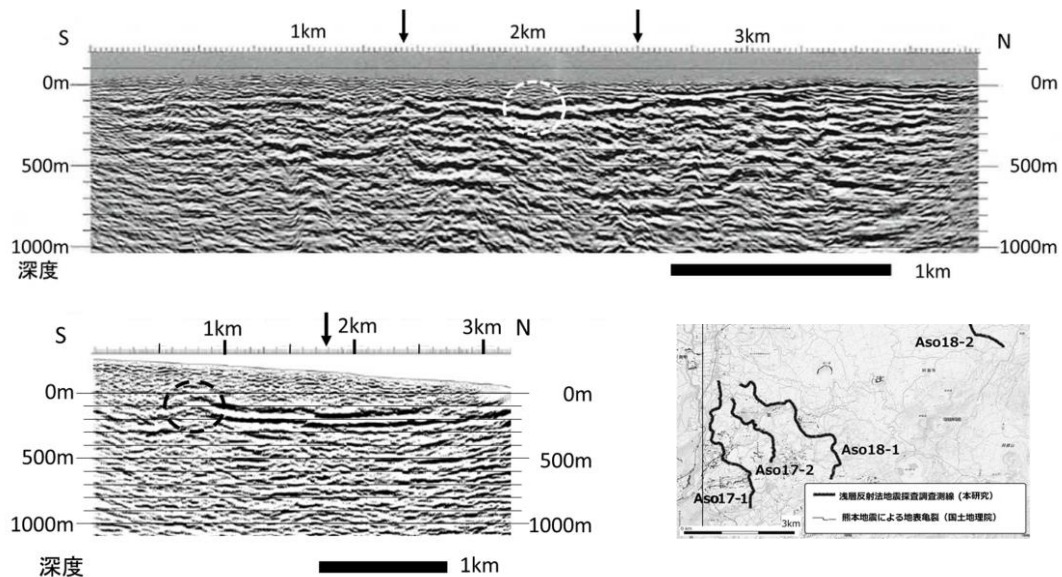 S 1km 2km 3km N
0m 0m
500m 500m
1000m 1000m
深度 1km
S 1km 2km 3km N
0m 0m
500m 500m
1000m 1000m
深度 1km
Aso18-2
Aso18-1
Aso17-2
Aso17-1
3km
浅層反射法地震探査調査測線 (本研究)
熊本地震による地表亀裂 (国土地理院)